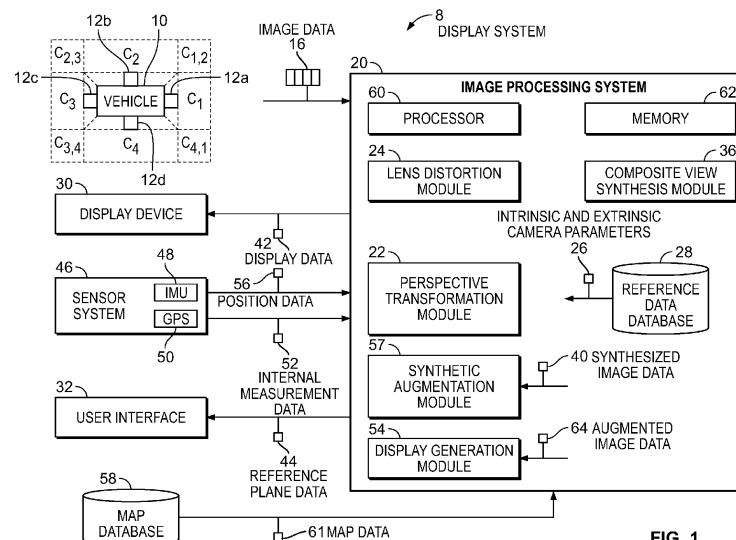 8
DISPLAY SYSTEM
IMAGE DATA
16
12b
10
C2,3
C2
C1,2
12c
12a
C3
VEHICLE
C1
C3,4
C4
C4,1
12d
20
IMAGE PROCESSING SYSTEM
60
PROCESSOR
62
MEMORY
24
LENS DISTORTION
MODULE
36
COMPOSITE VIEW
SYNTHESIS MODULE
INTRINSIC AND EXTRINSIC
CAMERA PARAMETERS
26
28
REFERENCE
DATA
DATABASE
22
PERSPECTIVE
TRANSFORMATION
MODULE
57
SYNTHETIC
AUGMENTATION
MODULE
40 SYNTHESIZED
IMAGE DATA
54
DISPLAY GENERATION
MODULE
64 AUGMENTED
IMAGE DATA
30
DISPLAY DEVICE
42
DISPLAY DATA
46
SENSOR
SYSTEM
48
IMU
GPS
50
56
POSITION DATA
52
INTERNAL
MEASUREMENT
DATA
32
USER INTERFACE
44
REFERENCE
PLANE DATA
58
MAP
DATABASE
61 MAP DATA
FIG. 1